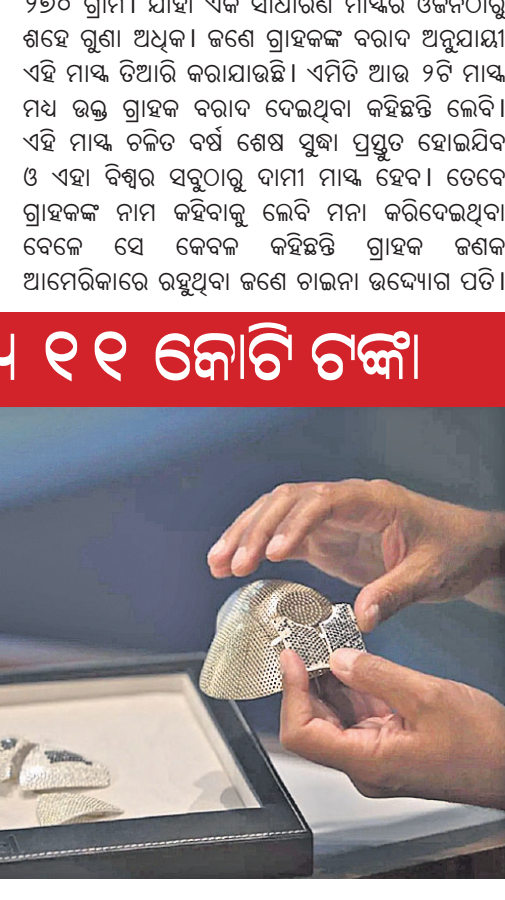 ୨୭୦ ଗ୍ରାମ। ଯାହା ଏକ ସାଧାରଣ ମାସ୍କର ଓଜନଠାରୁ
ଶହେ ଗୁଣା ଅଧିକ। ଜଣେ ଗ୍ରାହକଙ୍କ ବରାଦ ଅନୁଯାୟୀ
ଏହି ମାସ୍କ ତିଆରି କରାଯାଉଛି। ଏମିତି ଆଉ ୨ଟି ମାସ୍କ
ମଧ୍ୟ ଉକ୍ତ ଗ୍ରାହକ ବରାଦ ଦେଇଥିବା କହିଛନ୍ତି ଲେବି।
ଏହି ମାସ୍କ ଚଳିତ ବର୍ଷ ଶେଷ ସୁଦ୍ଧା ପ୍ରସ୍ତୁତ ହୋଇଯିବ
ଓ ଏହା ବିଶ୍ୱର ସବୁଠାରୁ ଦାମୀ ମାସ୍କ ହେବ। ତେବେ
ଗ୍ରାହକଙ୍କ ନାମ କହିବାକୁ ଲେବି ମନା କରିଦେଇଥିବା
ବେଳେ ସେ କେବଳ କହିଛନ୍ତି ଗ୍ରାହକ ଜଣକ
ଆମେରିକାରେ ରହୁଥିବା ଜଣେ ଚାଇନା ଉଦ୍ଦ୍ୟୋଗ ପତି।
୧୧ କୋଟି ଟଙ୍କା